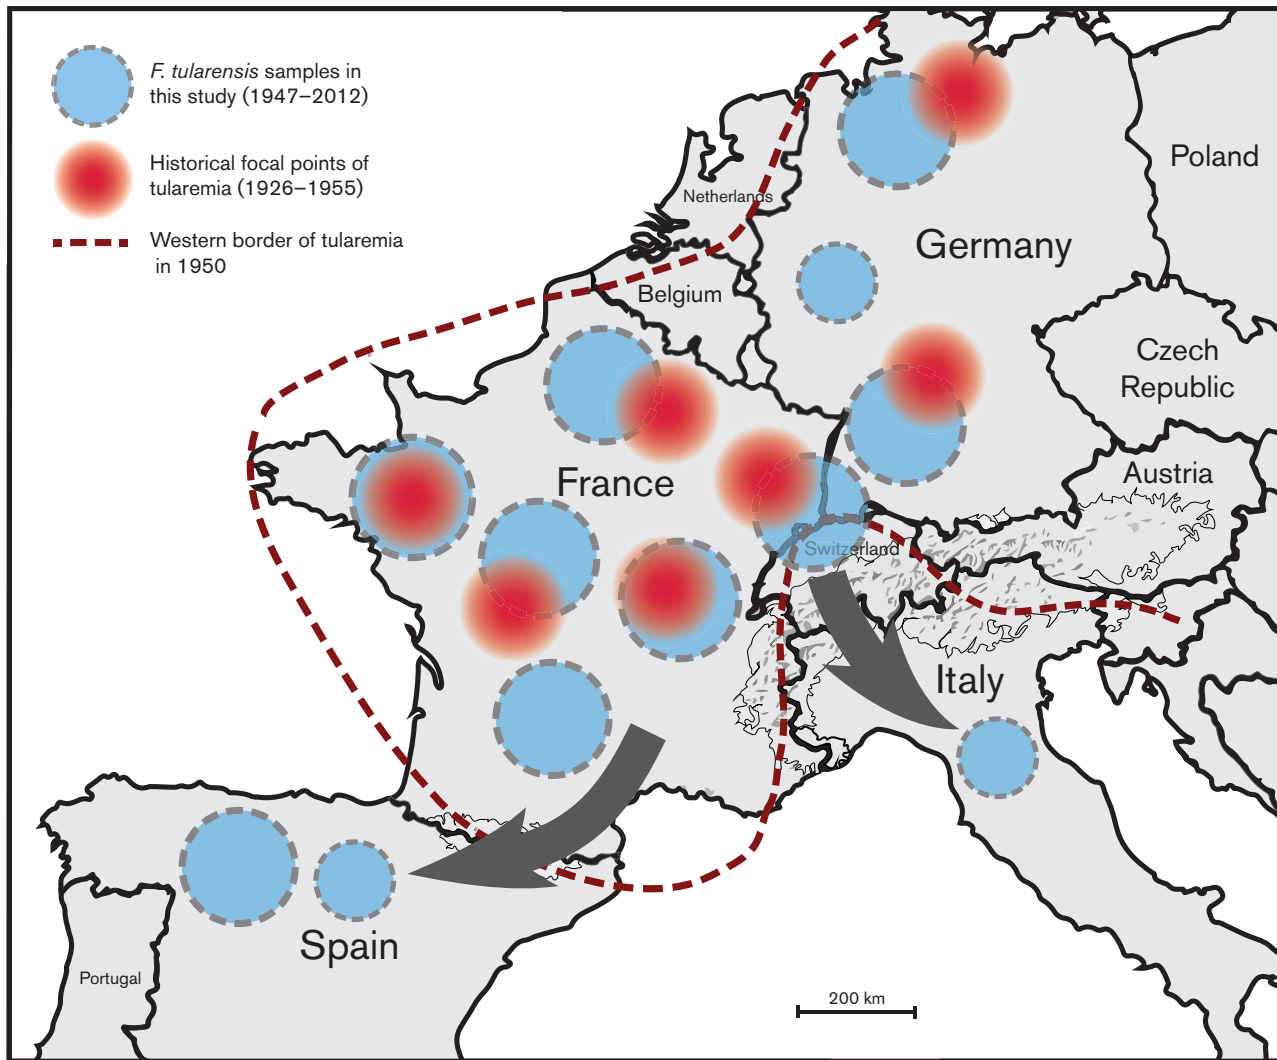 F. tularensis samples in
this study (1947–2012)
Historical focal points of
tularemia (1926–1955)
Western border of tularemia
in 1950
Poland
Netherlands
Germany
Belgium
Czech
Republic
France
Austria
Switzerland
Italy
Spain
Portugal
200 km